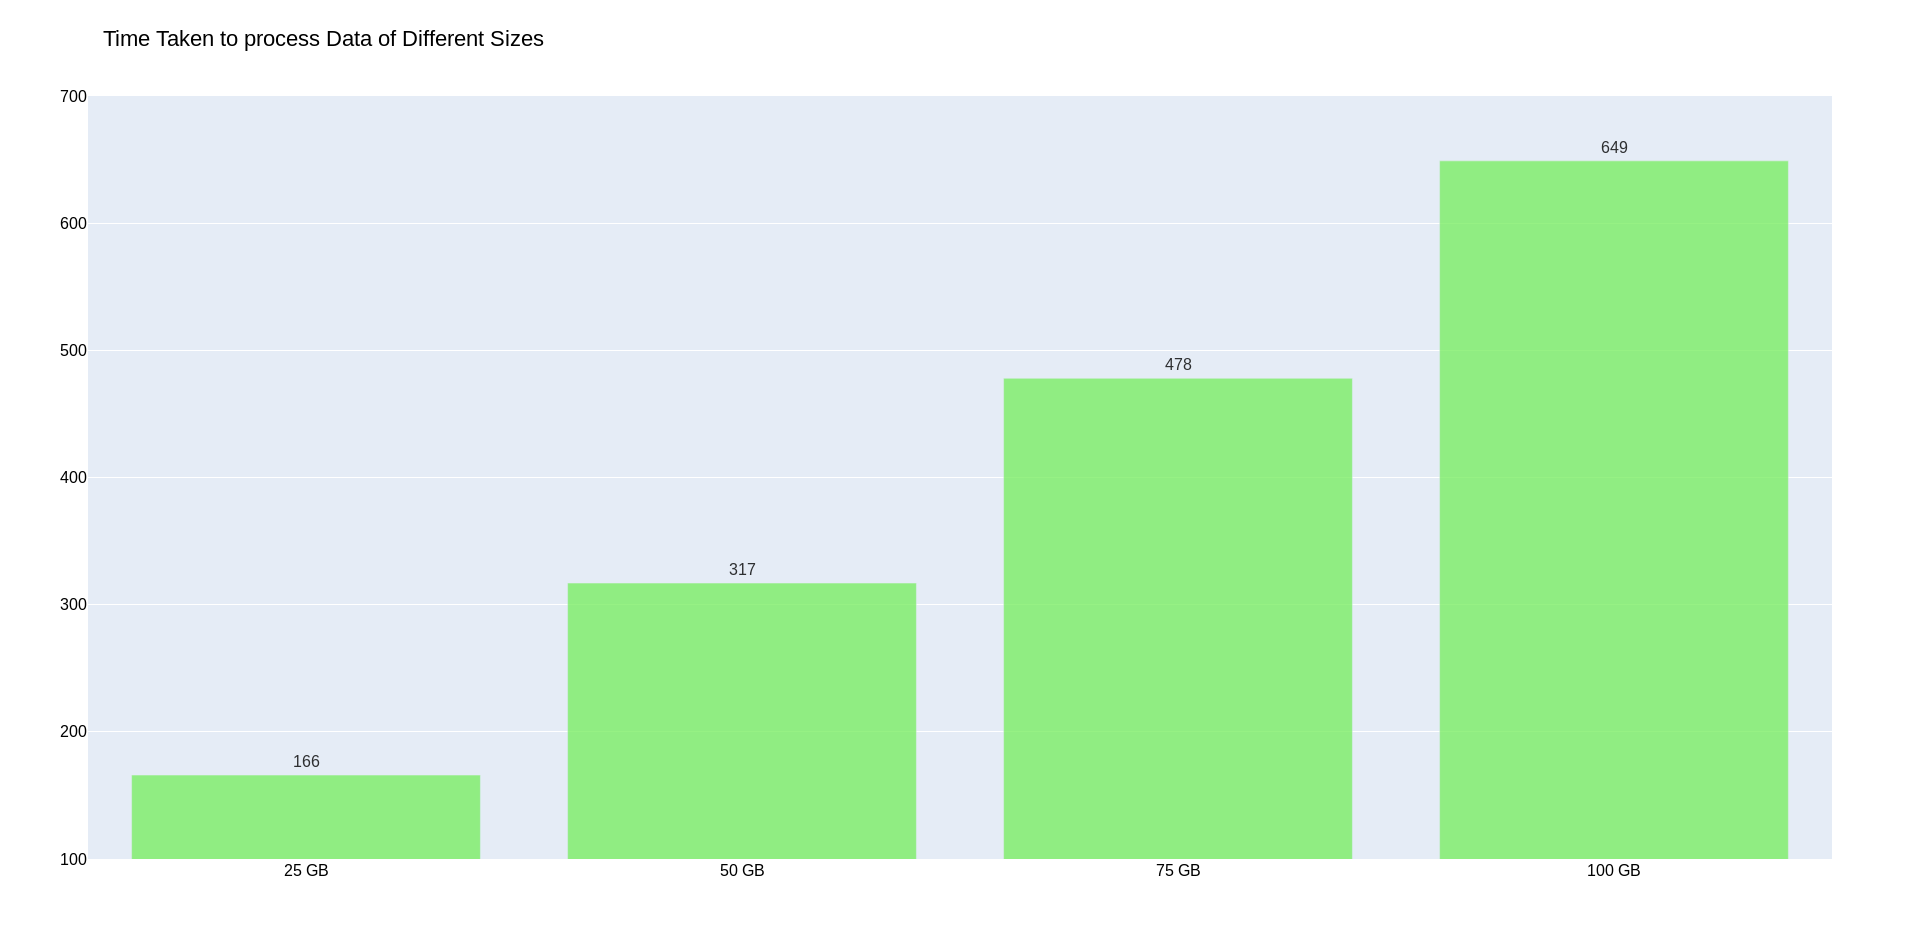 Time Taken to process Data of Different Sizes
700
649
600
500
478
400
317
300
200
166
100
25 GB
50 GB
75 GB
100 GB